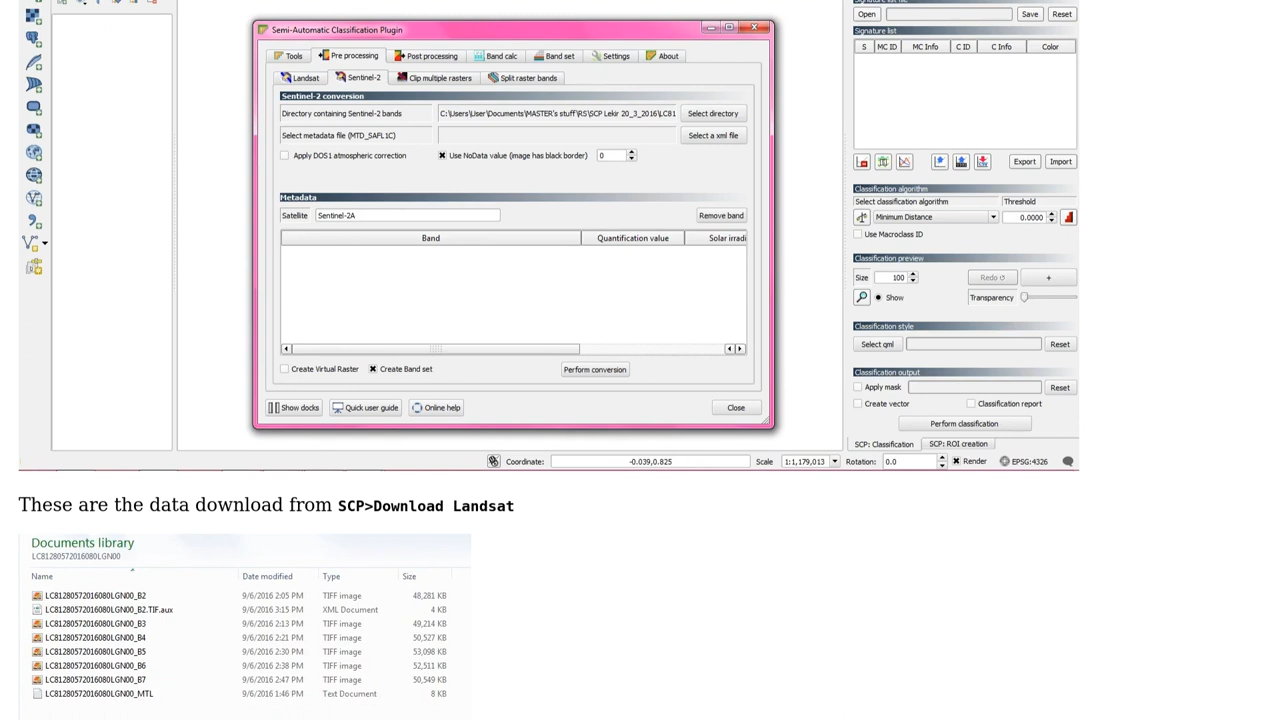 Signature list file
Open Save Reset
Signature list
S MC ID MC Info C ID C Info Color
Semi-Automatic Classification Plugin
Tools Pre processing Post processing Band calc Band set Settings About
Landsat Sentinel-2 Clip multiple rasters Split raster bands
Sentinel-2 conversion
Directory containing Sentinel-2 bands C:\Users\User\Documents\MASTER's stuff\RS\SCP Lekir 20_3_2016\LC81 Select directory
Select metadata file (MTD_SAFL1C) Select a xml file
Apply DOS1 atmospheric correction Use NoData value (image has black border) 0
Metadata
Satellite Sentinel-2A Remove band
Band Quantification value Solar irradi
Create Virtual Raster Create Band set Perform conversion
Show docks Quick user guide Online help Close
Export Import
Classification algorithm
Select classification algorithm Threshold
Minimum Distance 0.0000
Use Macroclass ID
Classification preview
Size 100 Redo +
Show Transparency
Classification style
Select qml Reset
Classification output
Apply mask Reset
Create vector Classification report
Perform classification
SCP: Classification SCP: ROI creation
Coordinate: -0.039,0.825 Scale 1:1,179,013 Rotation: 0.0 Render EPSG:4326
These are the data download from SCP>Download Landsat
Documents library
LC81280572016080LGN00
Name Date modified Type Size
LC81280572016080LGN00_B2 9/6/2016 2:05 PM TIFF image 48,281 KB
LC81280572016080LGN00_B2.TIF.aux 9/6/2016 3:15 PM XML Document 4 KB
LC81280572016080LGN00_B3 9/6/2016 2:13 PM TIFF image 49,214 KB
LC81280572016080LGN00_B4 9/6/2016 2:21 PM TIFF image 50,527 KB
LC81280572016080LGN00_B5 9/6/2016 2:30 PM TIFF image 53,098 KB
LC81280572016080LGN00_B6 9/6/2016 2:38 PM TIFF image 52,511 KB
LC81280572016080LGN00_B7 9/6/2016 2:47 PM TIFF image 50,549 KB
LC81280572016080LGN00_MTL 9/6/2016 1:46 PM Text Document 8 KB